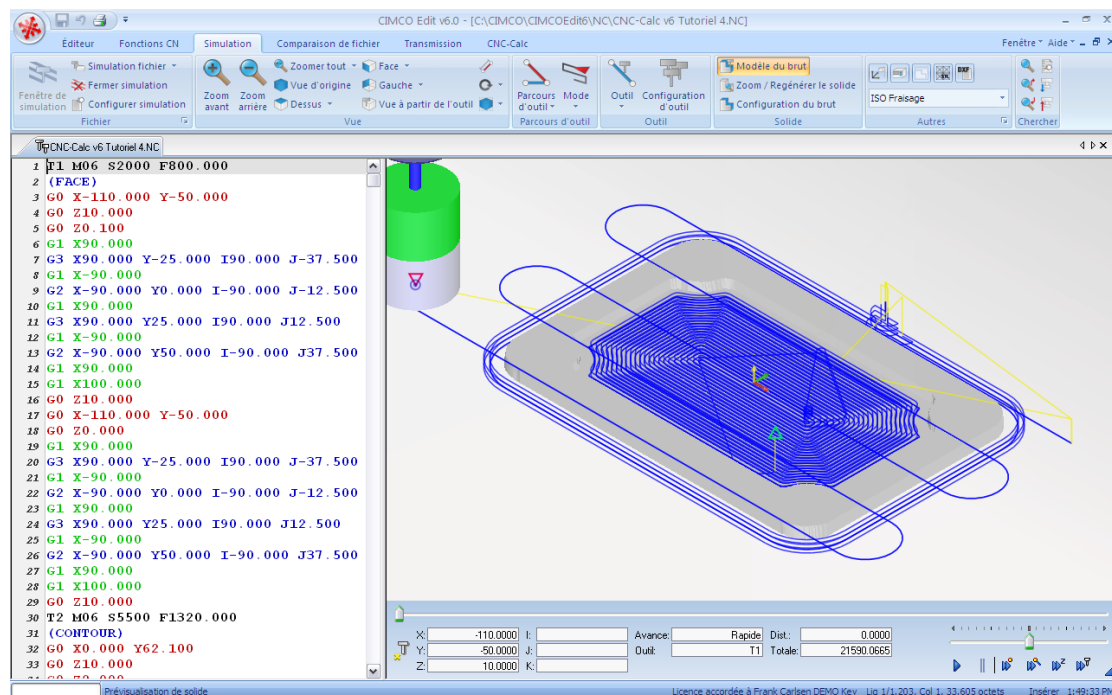 CIMCO Edit v6.0 - [C:\CIMCO\CIMCOEdit6\NC\CNC-Calc v6 Tutoriel 4.NC]
Éditeur Fonctions CN Simulation Comparaison de fichier Transmission CNC-Calc Fenêtre Aide
Fenêtre de simulation
Simulation fichier
Fermer simulation
Configurer simulation
Fichier
Zoom avant
Zoom arrière
Zoomer tout
Vue d'origine
Dessus
Face
Gauche
Vue à partir de l'outil
Vue
Parcours d'outil
Mode
Parcours d'outil
Outil
Configuration d'outil
Outil
Modèle du brut
Zoom / Regénérer le solide
Configuration du brut
Solide
DXF
ISO Fraisage
Autres
Chercher
CNC-Calc v6 Tutoriel 4.NC
1 T1 M06 S2000 F800.000
2 (FACE)
3 G0 X-110.000 Y-50.000
4 G0 Z10.000
5 G0 Z0.100
6 G1 X90.000
7 G3 X90.000 Y-25.000 I90.000 J-37.500
8 G1 X-90.000
9 G2 X-90.000 Y0.000 I-90.000 J-12.500
10 G1 X90.000
11 G3 X90.000 Y25.000 I90.000 J12.500
12 G1 X-90.000
13 G2 X-90.000 Y50.000 I-90.000 J37.500
14 G1 X90.000
15 G1 X100.000
16 G0 Z10.000
17 G0 X-110.000 Y-50.000
18 G0 Z0.000
19 G1 X90.000
20 G3 X90.000 Y-25.000 I90.000 J-37.500
21 G1 X-90.000
22 G2 X-90.000 Y0.000 I-90.000 J-12.500
23 G1 X90.000
24 G3 X90.000 Y25.000 I90.000 J12.500
25 G1 X-90.000
26 G2 X-90.000 Y50.000 I-90.000 J37.500
27 G1 X90.000
28 G1 X100.000
29 G0 Z10.000
30 T2 M06 S5500 F1320.000
31 (CONTOUR)
32 G0 X0.000 Y62.100
33 G0 Z10.000
X: -110.0000 I: Avance: Rapide Dist.: 0.0000
Y: -50.0000 J: Outil: T1 Totale: 21590.0665
Z: 10.0000 K:
Prévisualisation de solide Licence accordée à Frank Carlsen DEMO Key Lig 1/1.203, Col 1, 33.605 octets Insérer 1:49:33 PM